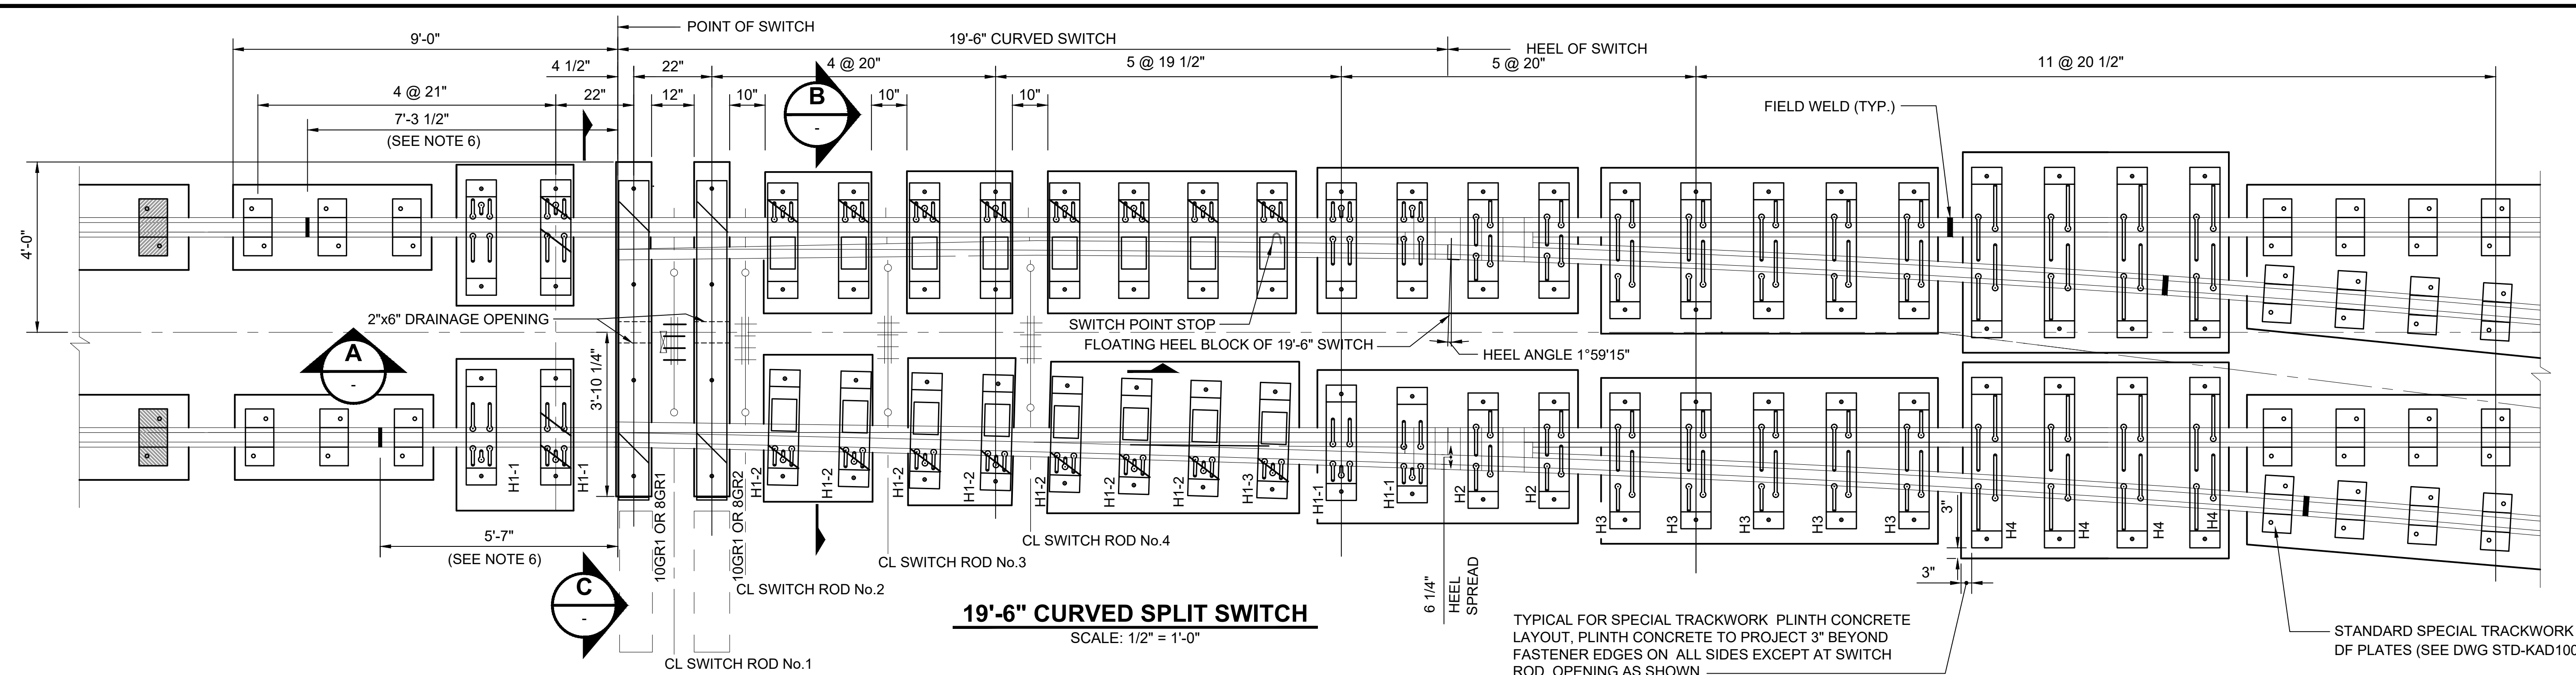 POINT OF SWITCH
9'-0"
19'-6" CURVED SWITCH
HEEL OF SWITCH
4 1/2"
22"
4 @ 20"
5 @ 19 1/2"
5 @ 20"
11 @ 20 1/2"
4 @ 21"
22"
12"
10"
B
-
10"
10"
FIELD WELD (TYP.)
7'-3 1/2"
(SEE NOTE 6)
4'-0"
2"x6" DRAINAGE OPENING
SWITCH POINT STOP
FLOATING HEEL BLOCK OF 19'-6" SWITCH
HEEL ANGLE 1°59'15"
A
-
3'-10 1/4"
H1-1
H1-1
10GR1 OR 8GR1
10GR1 OR 8GR2
H1-2
H1-2
H1-2
H1-2
H1-2
H1-2
H1-2
H1-3
H1-1
H1-1
H2
H2
H3
H3
H3
H3
H3
H4
H4
H4
H4
3"
3"
5'-7"
(SEE NOTE 6)
C
-
CL SWITCH ROD No.4
CL SWITCH ROD No.3
CL SWITCH ROD No.2
CL SWITCH ROD No.1
6 1/4"
HEEL
SPREAD
19'-6" CURVED SPLIT SWITCH
SCALE: 1/2" = 1'-0"
TYPICAL FOR SPECIAL TRACKWORK PLINTH CONCRETE
LAYOUT, PLINTH CONCRETE TO PROJECT 3" BEYOND
FASTENER EDGES ON ALL SIDES EXCEPT AT SWITCH
ROD OPENING AS SHOWN
STANDARD SPECIAL TRACKWORK
DF PLATES (SEE DWG STD-KAD100